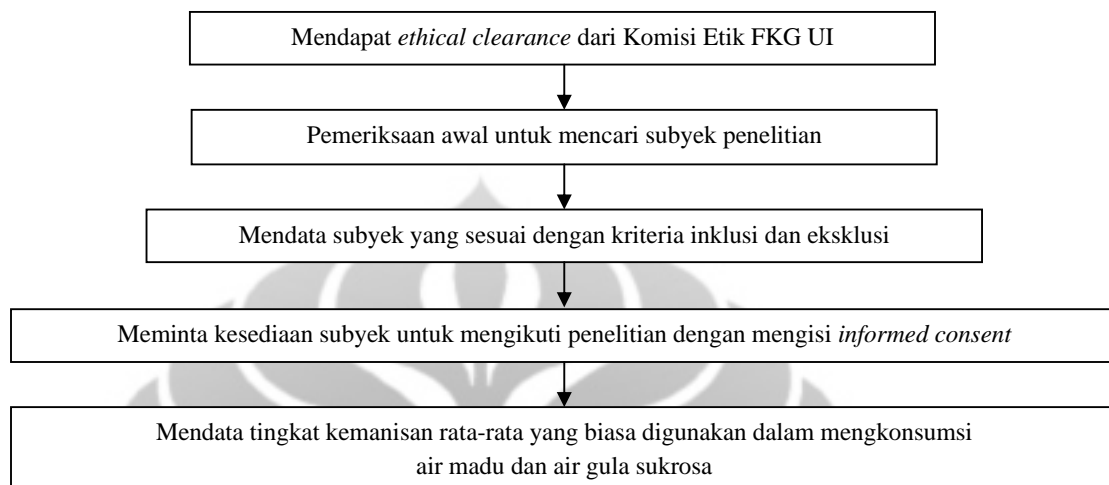 Mendapat ethical clearance dari Komisi Etik FKG UI
Pemeriksaan awal untuk mencari subyek penelitian
Mendata subyek yang sesuai dengan kriteria inklusi dan eksklusi
Meminta kesediaan subyek untuk mengikuti penelitian dengan mengisi informed consent
Mendata tingkat kemanisan rata-rata yang biasa digunakan dalam mengkonsumsi
air madu dan air gula sukrosa